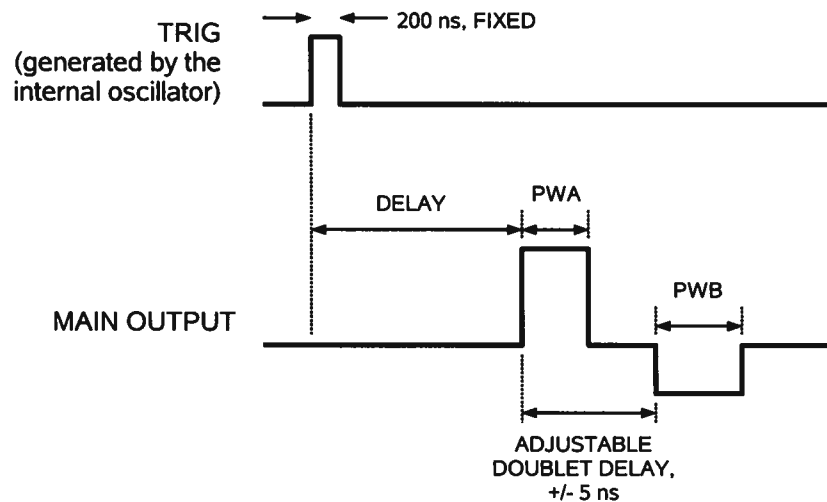 200 ns, FIXED
TRIG
(generated by the
internal oscillator)
DELAY
PWA
PWB
MAIN OUTPUT
ADJUSTABLE
DOUBLET DELAY,
+/- 5 ns